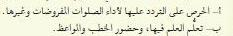 أ- الحرص على التردد عليها لأداء الصلوات المفروضات وغيرها.
ب- تعلُّم العلم فيها، وحضور الخطب والمواعظ.